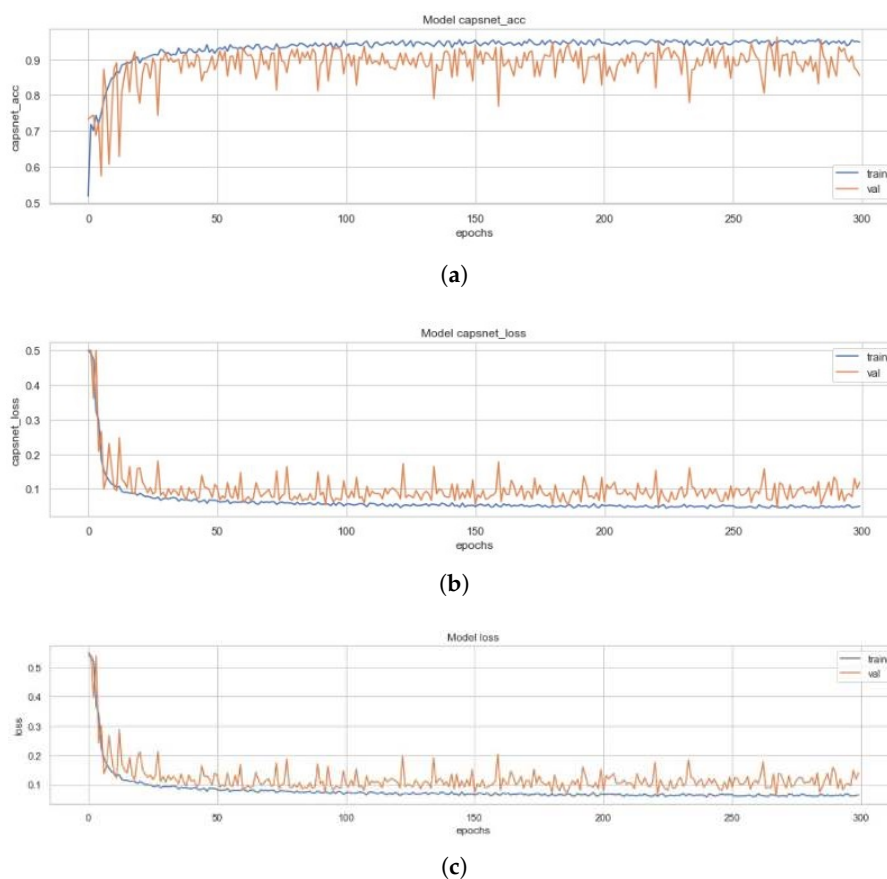 Model capsnet_acc
capsnet_acc
0.9
0.8
0.7
0.6
0.5
train
val
0 50 100 150 200 250 300
epochs
(a)
Model capsnet_loss
capsnet_loss
0.5
0.4
0.3
0.2
0.1
train
val
0 50 100 150 200 250 300
epochs
(b)
Model loss
loss
0.5
0.4
0.3
0.2
0.1
train
val
0 50 100 150 200 250 300
epochs
(c)